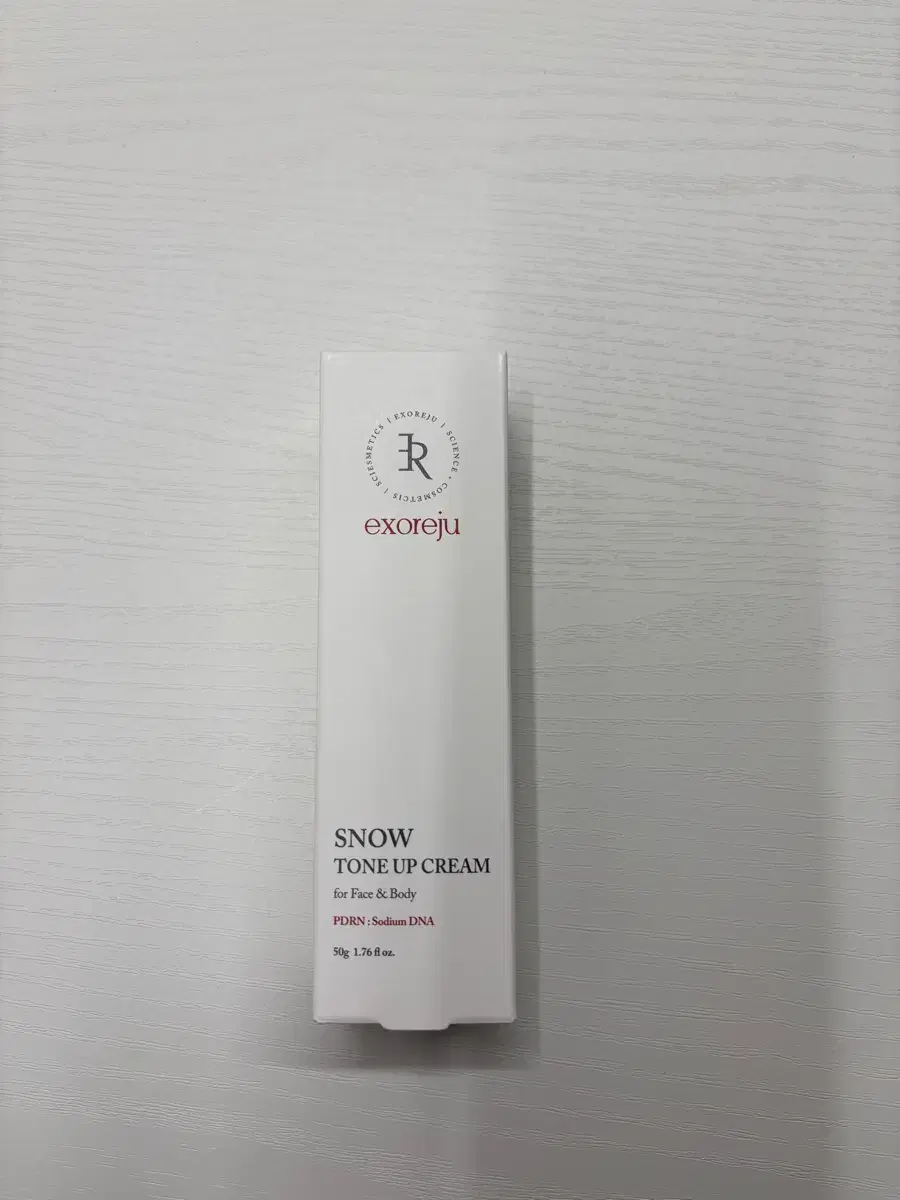 EXOREJU | SCIENCE + COSMETCIS | SCIESMETICS |
ER
exoreju
SNOW
TONE UP CREAM
for Face & Body
PDRN : Sodium DNA
50g 1.76 fl oz.